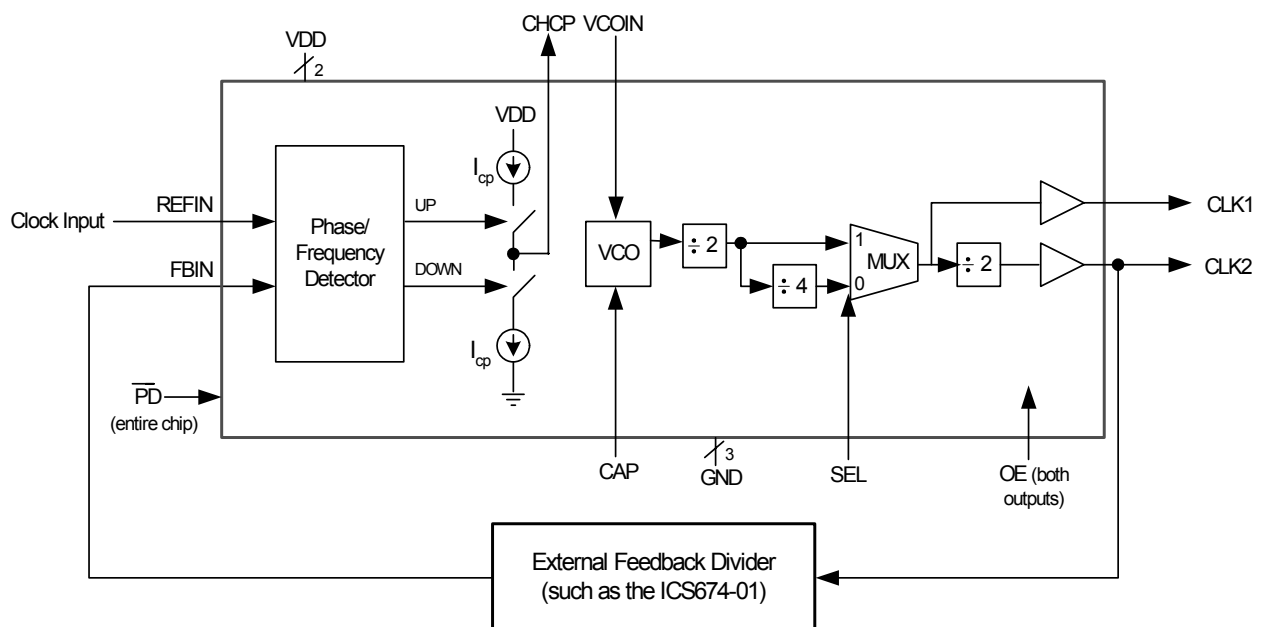 CHCP VCOIN
VDD
2
VDD
I
cp
Clock Input
REFIN
UP
CLK1
Phase/
Frequency
Detector
VCO
÷ 2
1
MUX
0
÷ 2
CLK2
FBIN
DOWN
÷ 4
I
cp
PD
(entire chip)
3
CAP
GND
SEL
OE (both
outputs)
External Feedback Divider
(such as the ICS674-01)